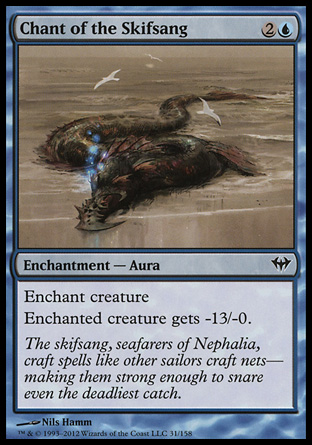 Chant of the Skifsang 2
Enchantment — Aura
Enchant creature
Enchanted creature gets -13/-0.
The skifsang, seafarers of Nephalia,
craft spells like other sailors craft nets—
making them strong enough to snare
even the deadliest catch.
Nils Hamm
™ & © 1993–2012 Wizards of the Coast LLC 31/158